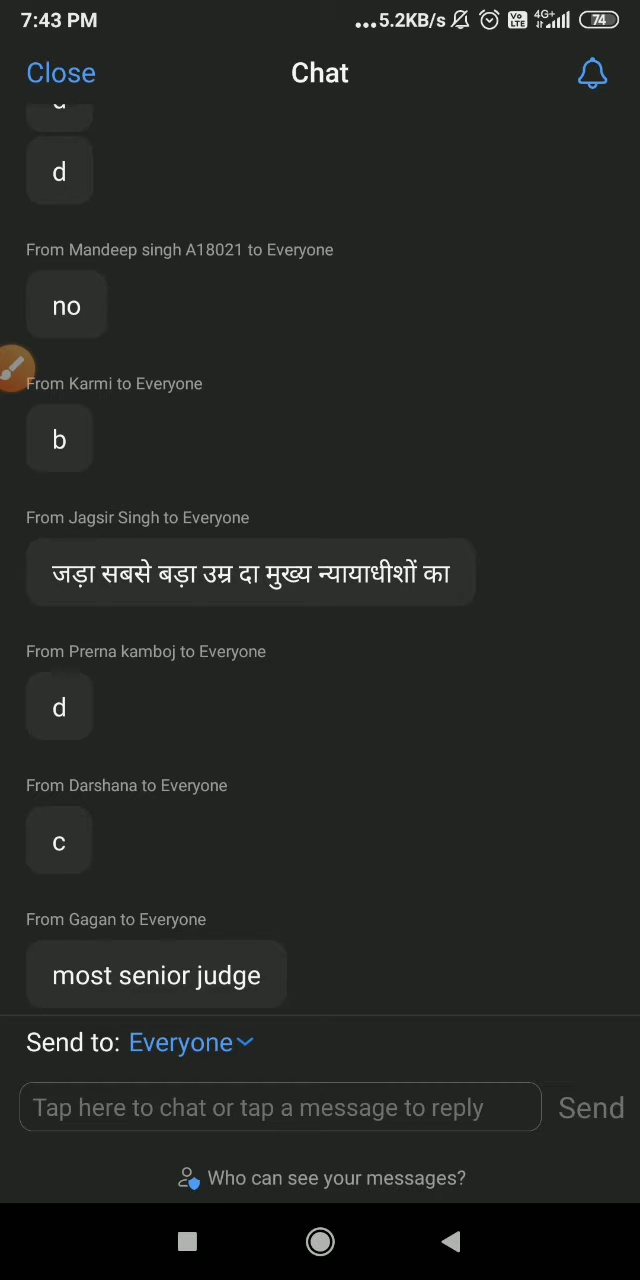 7:43 PM
...5.2KB/s Vo LTE 4G+ 74
Close
Chat
d
From Mandeep singh A18021 to Everyone
no
From Karmi to Everyone
b
From Jagsir Singh to Everyone
जड़ा सबसे बड़ा उम्र दा मुख्य न्यायाधीशों का
From Prerna kamboj to Everyone
d
From Darshana to Everyone
c
From Gagan to Everyone
most senior judge
Send to: Everyone
Tap here to chat or tap a message to reply
Send
Who can see your messages?